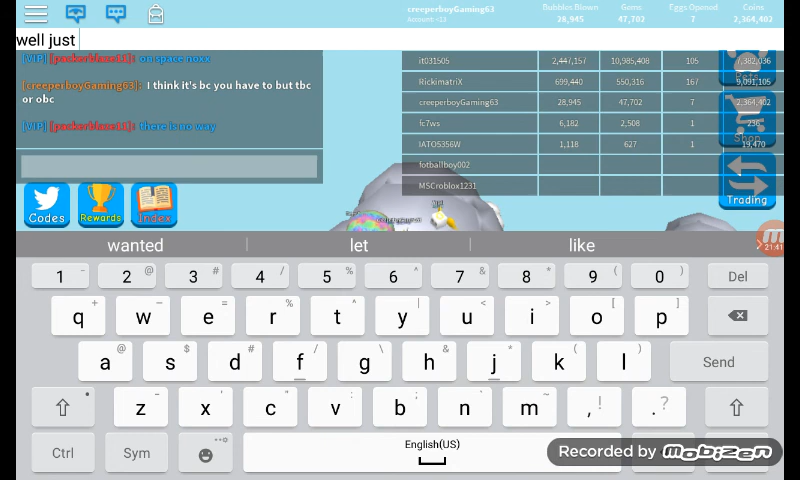 creeperboyGaming63 Bubbles Blown Gems Eggs Opened Coins
Account: <13 28,945 47,702 7 2,364,402
well just
[VIP] [packerblaze11]: on space noxx
[creeperboyGaming63]: I think it's bc you have to but tbc
or obc
[VIP] [packerblaze11]: there is no way
it031505 2,447,157 10,985,408 105 7,382,036
RickimatriX 699,440 550,316 167 9,091,105
creeperboyGaming63 28,945 47,702 7 2,364,402
fc7ws 6,182 2,508 1 236
IATO5356W 1,118 627 1 19,470
fotballboy002
MSCroblox1231
Pets
Shop
Trading
Codes Rewards Index
21:41
wanted let like
1 - 2 @ 3 # 4 / 5 % 6 ^ 7 & 8 * 9 ( 0 ) Del
q + w – e = r % t ^ y | u < i > o [ p ]
a @ s $ d # f / g \ h & j * k ( l ) Send
z - x ' c " v : b ; n ~ m ~ , ! . ?
Ctrl Sym English(US)
Recorded by mobizen